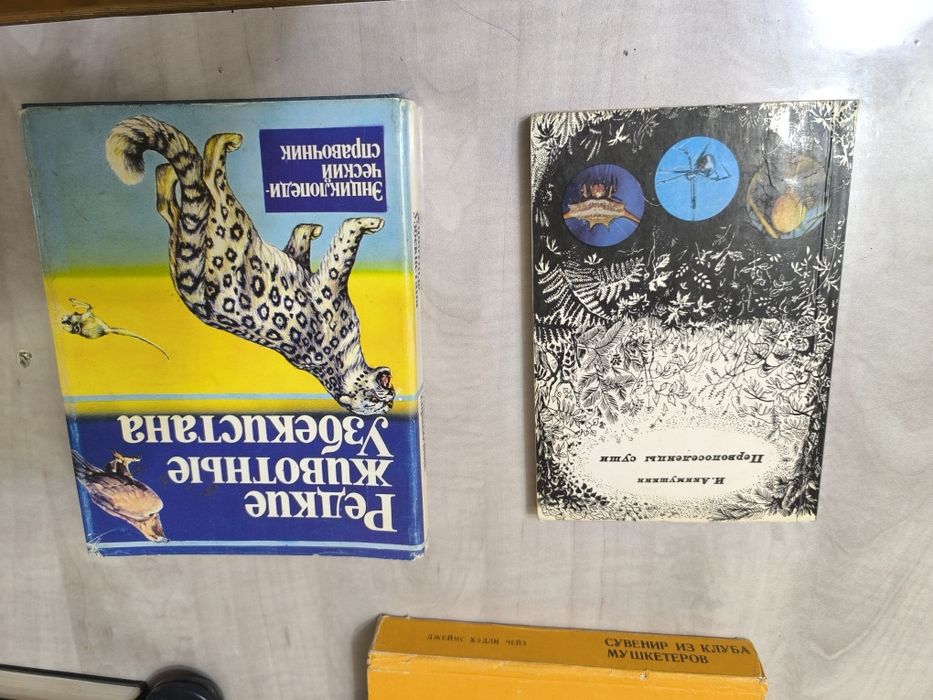 Редкие
животные
Узбекистана
Энциклопеди-
ческий
справочник
И. Акимушкин
Первопоселенцы суши
ДЖЕЙМС ХЭДЛИ ЧЕЙЗ
СУВЕНИР ИЗ КЛУБА
МУШКЕТЕРОВ